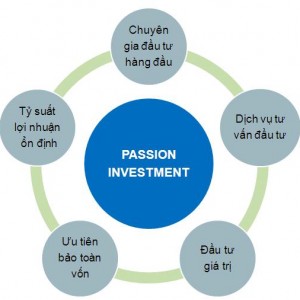 Chuyên
gia đầu tư
hàng đầu
Tỷ suất
lợi nhuận
ổn định
Dịch vụ tư
vấn đầu tư
PASSION
INVESTMENT
Ưu tiên
bảo toàn
vốn
Đầu tư
giá trị